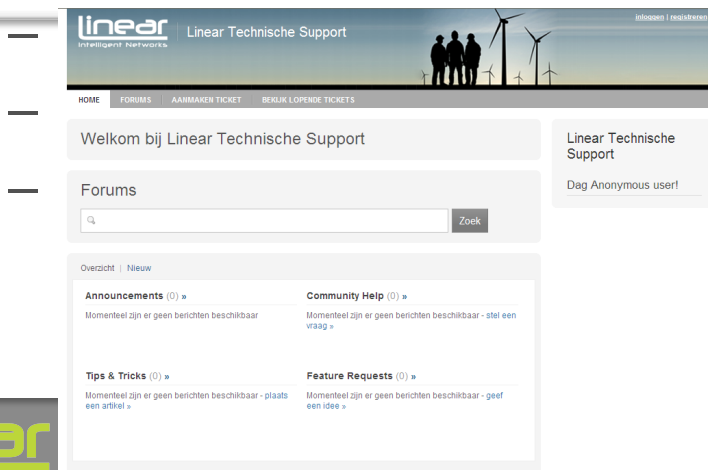 linear
Intelligent Networks
Linear Technische Support
inloggen | registreren
HOME FORUMS AANMAKEN TICKET BEKIJK LOPENDE TICKETS
Welkom bij Linear Technische Support
Linear Technische
Support
Dag Anonymous user!
Forums
Zoek
Overzicht | Nieuw
Announcements (0) »
Momenteel zijn er geen berichten beschikbaar
Community Help (0) »
Momenteel zijn er geen berichten beschikbaar - stel een
vraag »
Tips & Tricks (0) »
Momenteel zijn er geen berichten beschikbaar - plaats
een artikel »
Feature Requests (0) »
Momenteel zijn er geen berichten beschikbaar - geef
een idee »
ar